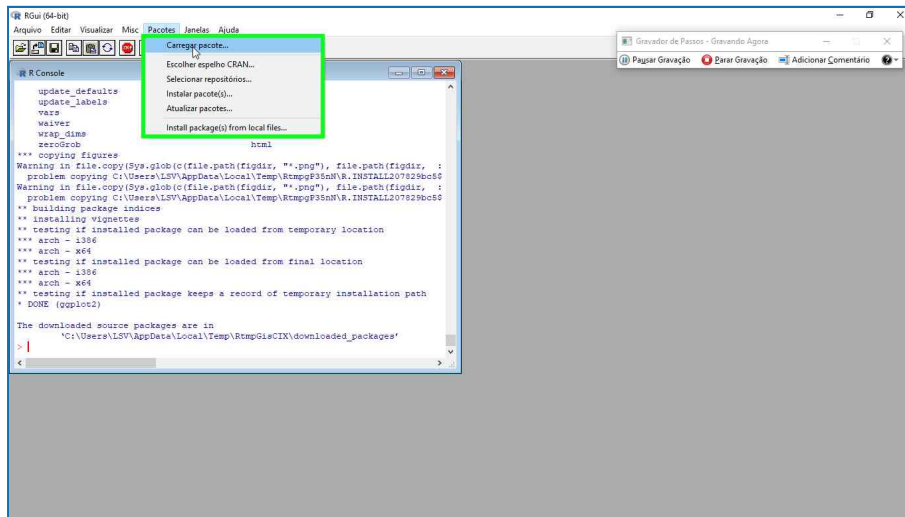 RGui (64-bit)
Arquivo Editar Visualizar Misc Pacotes Janelas Ajuda
Carregar pacote...
Escolher espelho CRAN...
Selecionar repositórios...
Instalar pacote(s)...
Atualizar pacotes...
Install package(s) from local files...
Gravador de Passos - Gravando Agora
Pausar Gravação Parar Gravação Adicionar Comentário
R Console
update_defaults
update_labels
vars
waiver
wrap_dims
zeroGrob html
*** copying figures
Warning in file.copy(Sys.glob(c(file.path(figdir, "*.png"), file.path(figdir, :
problem copying C:\Users\LSV\AppData\Local\Temp\RtmpgP35nN\R.INSTALL207829bc5$
Warning in file.copy(Sys.glob(c(file.path(figdir, "*.png"), file.path(figdir, :
problem copying C:\Users\LSV\AppData\Local\Temp\RtmpgP35nN\R.INSTALL207829bc5$
** building package indices
** installing vignettes
** testing if installed package can be loaded from temporary location
*** arch - i386
*** arch - x64
** testing if installed package can be loaded from final location
*** arch - i386
*** arch - x64
** testing if installed package keeps a record of temporary installation path
* DONE (ggplot2)
The downloaded source packages are in
‘C:\Users\LSV\AppData\Local\Temp\RtmpGisCIX\downloaded_packages’
>